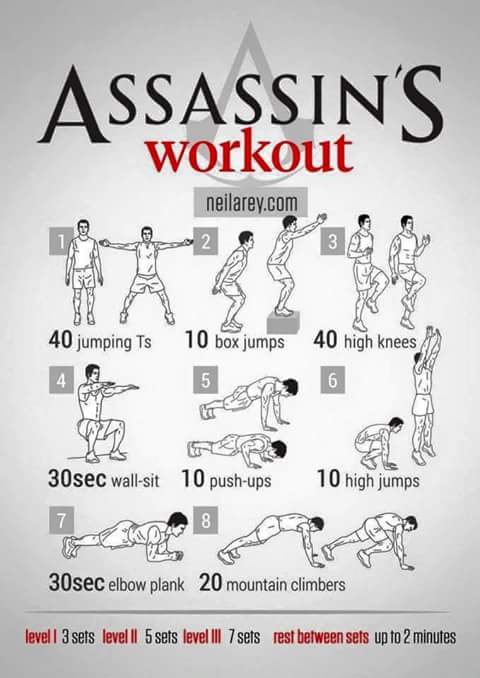 ASSASSIN'S
workout
neilarey.com
1
2
3
40 jumping Ts
10 box jumps
40 high knees
4
5
6
30sec wall-sit
10 push-ups
10 high jumps
7
8
30sec elbow plank
20 mountain climbers
level I 3 sets level II 5 sets level III 7 sets rest between sets up to 2 minutes